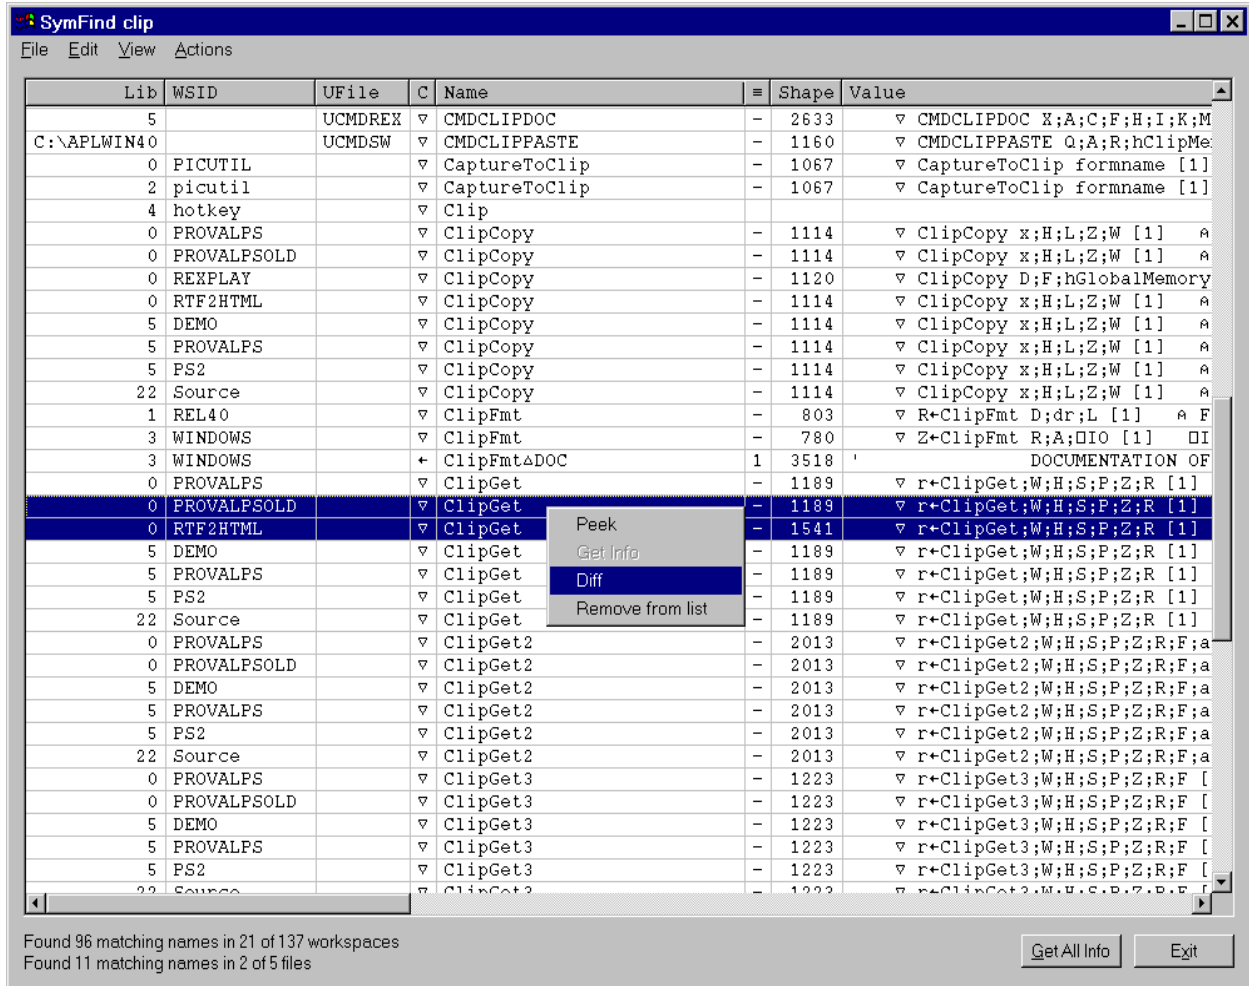 SymFind clip
File Edit View Actions
Lib WSID UFile C Name ≡ Shape Value
5 UCMDREX ∇ CMDCLIPDOC - 2633 ∇ CMDCLIPDOC X;A;C;F;H;I;K;M
C:\APLWIN40 UCMDSW ∇ CMDCLIPPASTE - 1160 ∇ CMDCLIPPASTE Q;A;R;hClipMe
0 PICUTIL ∇ CaptureToClip - 1067 ∇ CaptureToClip formname [1]
2 picutil ∇ CaptureToClip - 1067 ∇ CaptureToClip formname [1]
4 hotkey ∇ Clip
0 PROVALPS ∇ ClipCopy - 1114 ∇ ClipCopy x;H;L;Z;W [1] ⍝
0 PROVALPSOLD ∇ ClipCopy - 1114 ∇ ClipCopy x;H;L;Z;W [1] ⍝
0 REXPLAY ∇ ClipCopy - 1120 ∇ ClipCopy D;F;hGlobalMemory
0 RTF2HTML ∇ ClipCopy - 1114 ∇ ClipCopy x;H;L;Z;W [1] ⍝
5 DEMO ∇ ClipCopy - 1114 ∇ ClipCopy x;H;L;Z;W [1] ⍝
5 PROVALPS ∇ ClipCopy - 1114 ∇ ClipCopy x;H;L;Z;W [1] ⍝
5 PS2 ∇ ClipCopy - 1114 ∇ ClipCopy x;H;L;Z;W [1] ⍝
22 Source ∇ ClipCopy - 1114 ∇ ClipCopy x;H;L;Z;W [1] ⍝
1 REL40 ∇ ClipFmt - 803 ∇ R←ClipFmt D;dr;L [1] ⍝ F
3 WINDOWS ∇ ClipFmt - 780 ∇ Z←ClipFmt R;A;⎕IO [1] ⎕I
3 WINDOWS ← ClipFmt∆DOC 1 3518 ' DOCUMENTATION OF
0 PROVALPS ∇ ClipGet - 1189 ∇ r←ClipGet;W;H;S;P;Z;R [1]
0 PROVALPSOLD ∇ ClipGet - 1189 ∇ r←ClipGet;W;H;S;P;Z;R [1]
0 RTF2HTML ∇ ClipGet - 1541 ∇ r←ClipGet;W;H;S;P;Z;R [1]
5 DEMO ∇ ClipGet - 1189 ∇ r←ClipGet;W;H;S;P;Z;R [1]
5 PROVALPS ∇ ClipGet - 1189 ∇ r←ClipGet;W;H;S;P;Z;R [1]
5 PS2 ∇ ClipGet - 1189 ∇ r←ClipGet;W;H;S;P;Z;R [1]
22 Source ∇ ClipGet - 1189 ∇ r←ClipGet;W;H;S;P;Z;R [1]
Peek
Get Info
Diff
Remove from list
0 PROVALPS ∇ ClipGet2 - 2013 ∇ r←ClipGet2;W;H;S;P;Z;R;F;a
0 PROVALPSOLD ∇ ClipGet2 - 2013 ∇ r←ClipGet2;W;H;S;P;Z;R;F;a
5 DEMO ∇ ClipGet2 - 2013 ∇ r←ClipGet2;W;H;S;P;Z;R;F;a
5 PROVALPS ∇ ClipGet2 - 2013 ∇ r←ClipGet2;W;H;S;P;Z;R;F;a
5 PS2 ∇ ClipGet2 - 2013 ∇ r←ClipGet2;W;H;S;P;Z;R;F;a
22 Source ∇ ClipGet2 - 2013 ∇ r←ClipGet2;W;H;S;P;Z;R;F;a
0 PROVALPS ∇ ClipGet3 - 1223 ∇ r←ClipGet3;W;H;S;P;Z;R;F [
0 PROVALPSOLD ∇ ClipGet3 - 1223 ∇ r←ClipGet3;W;H;S;P;Z;R;F [
5 DEMO ∇ ClipGet3 - 1223 ∇ r←ClipGet3;W;H;S;P;Z;R;F [
5 PROVALPS ∇ ClipGet3 - 1223 ∇ r←ClipGet3;W;H;S;P;Z;R;F [
5 PS2 ∇ ClipGet3 - 1223 ∇ r←ClipGet3;W;H;S;P;Z;R;F [
22 Source ∇ ClipGet3 - 1223 ∇ r←ClipGet3;W;H;S;P;Z;R;F [
Found 96 matching names in 21 of 137 workspaces
Found 11 matching names in 2 of 5 files
Get All Info Exit